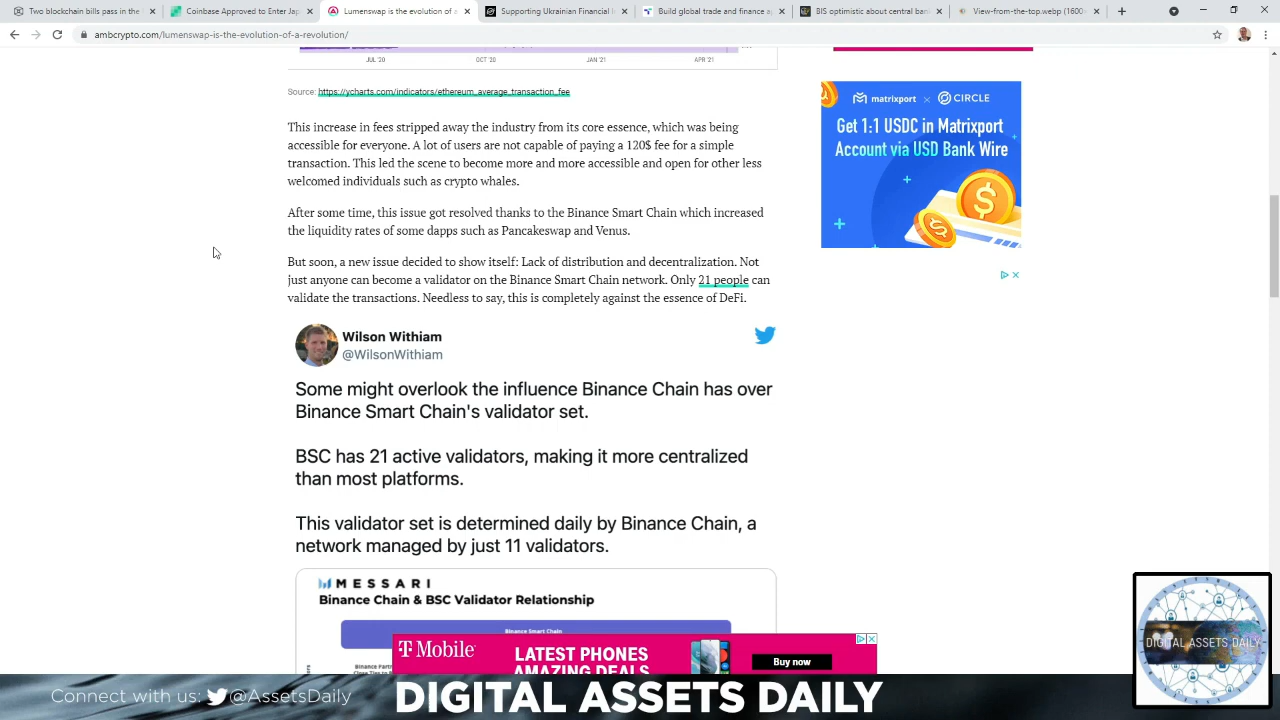 Two blockchain bills pass in the
Coinbase Approved to Enter Jap
Supporting Ukrainian Financial I
Build global trade and finance a
BIS optimistic about central ban
View-from-the-top.webp (1600×
ambcrypto.com/lumenswap-is-the-evolution-of-a-revolution/
JUL '20 OCT '20 JAN '21 APR '21
Source: https://ycharts.com/indicators/ethereum_average_transaction_fee
This increase in fees stripped away the industry from its core essence, which was being
accessible for everyone. A lot of users are not capable of paying a 120$ fee for a simple
transaction. This led the scene to become more and more accessible and open for other less
welcomed individuals such as crypto whales.
After some time, this issue got resolved thanks to the Binance Smart Chain which increased
the liquidity rates of some dapps such as Pancakeswap and Venus.
But soon, a new issue decided to show itself: Lack of distribution and decentralization. Not
just anyone can become a validator on the Binance Smart Chain network. Only 21 people can
validate the transactions. Needless to say, this is completely against the essence of DeFi.
matrixport × CIRCLE
Get 1:1 USDC in Matrixport
Account via USD Bank Wire
Wilson Withiam
@WilsonWithiam
Some might overlook the influence Binance Chain has over
Binance Smart Chain's validator set.
BSC has 21 active validators, making it more centralized
than most platforms.
This validator set is determined daily by Binance Chain, a
network managed by just 11 validators.
MESSARI
Binance Chain & BSC Validator Relationship
Binance Smart Chain
Binance Part
T Mobile
LATEST PHONES
AMAZING DEALS
Buy now
DIGITAL ASSETS DAILY
Connect with us: @AssetsDaily
DIGITAL ASSETS DAILY